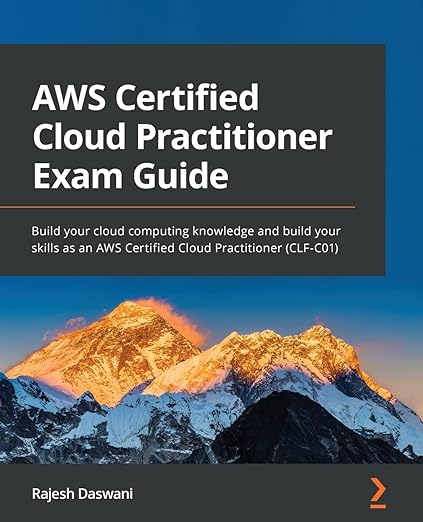 AWS Certified
Cloud Practitioner
Exam Guide
Build your cloud computing knowledge and build your
skills as an AWS Certified Cloud Practitioner (CLF-C01)
Rajesh Daswani